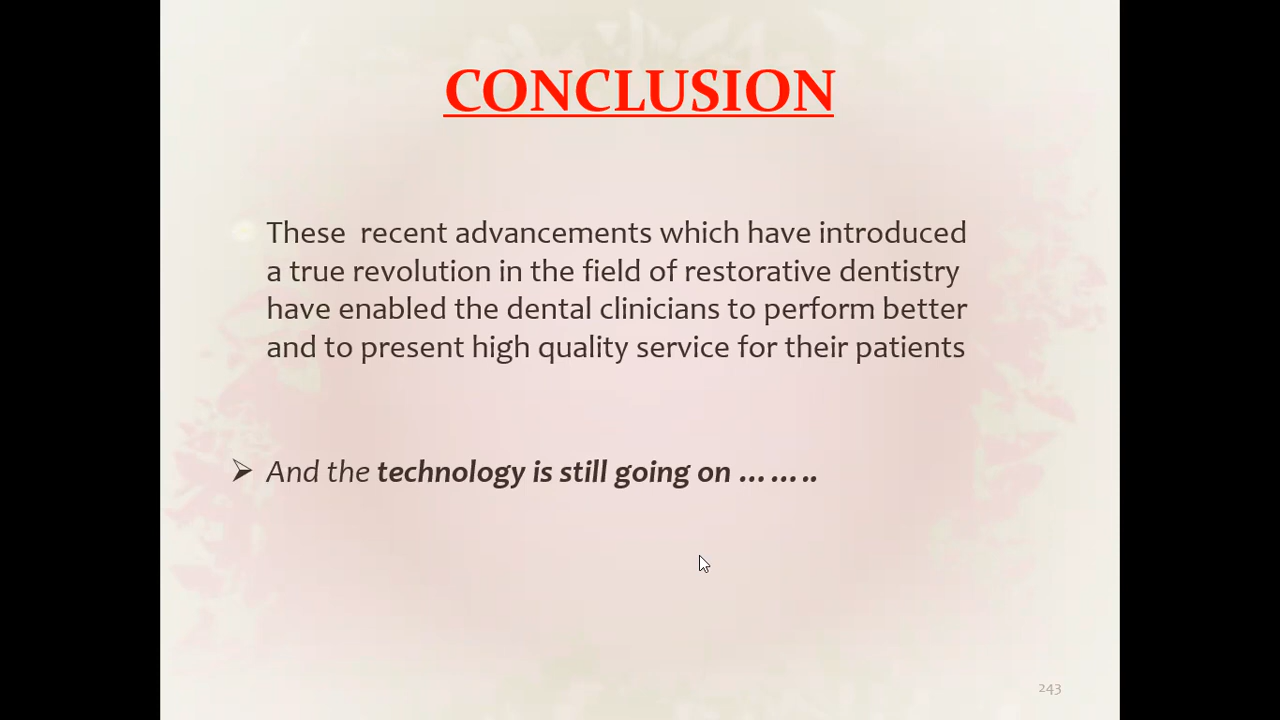 CONCLUSION
These recent advancements which have introduced
a true revolution in the field of restorative dentistry
have enabled the dental clinicians to perform better
and to present high quality service for their patients
➢ And the technology is still going on ……..
243